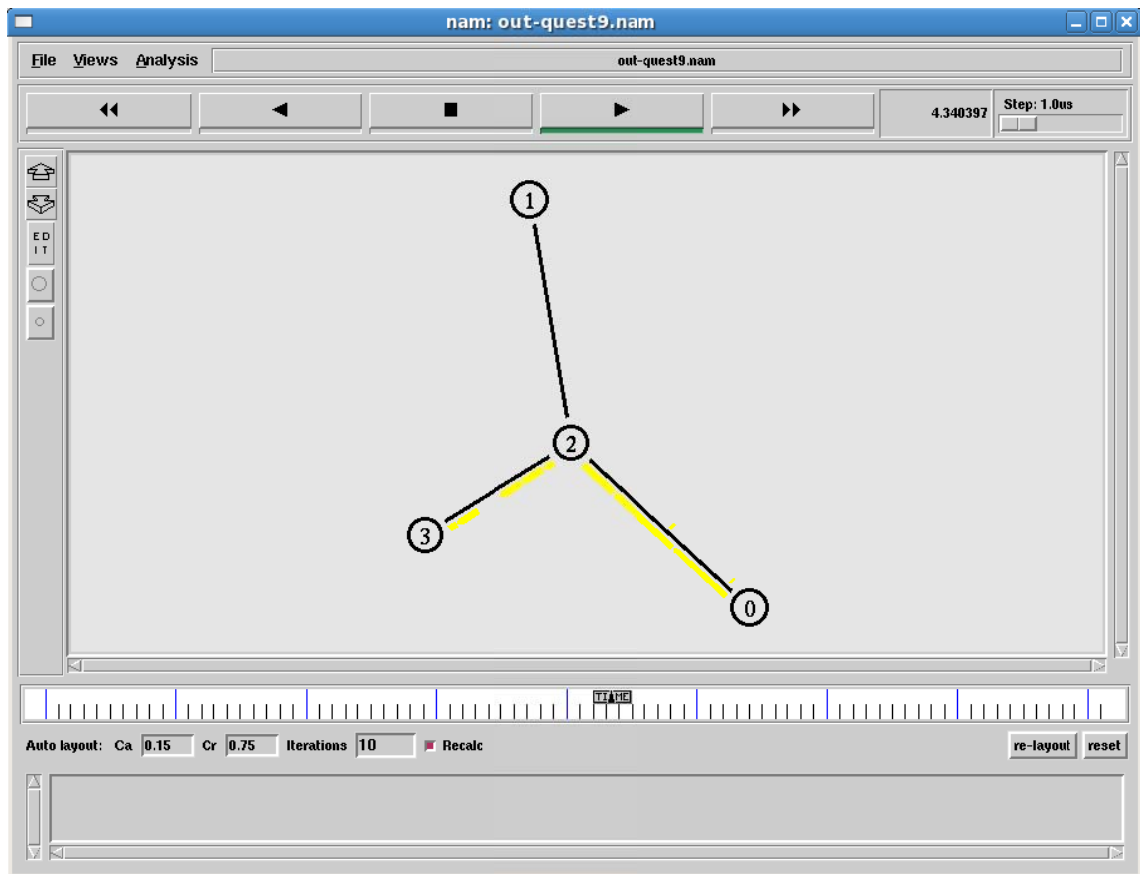 nam: out-quest9.nam
File Views Analysis out-quest9.nam
4.340397 Step: 1.0us
ED
IT
1
2
3
0
TIME
Auto layout: Ca 0.15 Cr 0.75 Iterations 10 Recalc re-layout reset